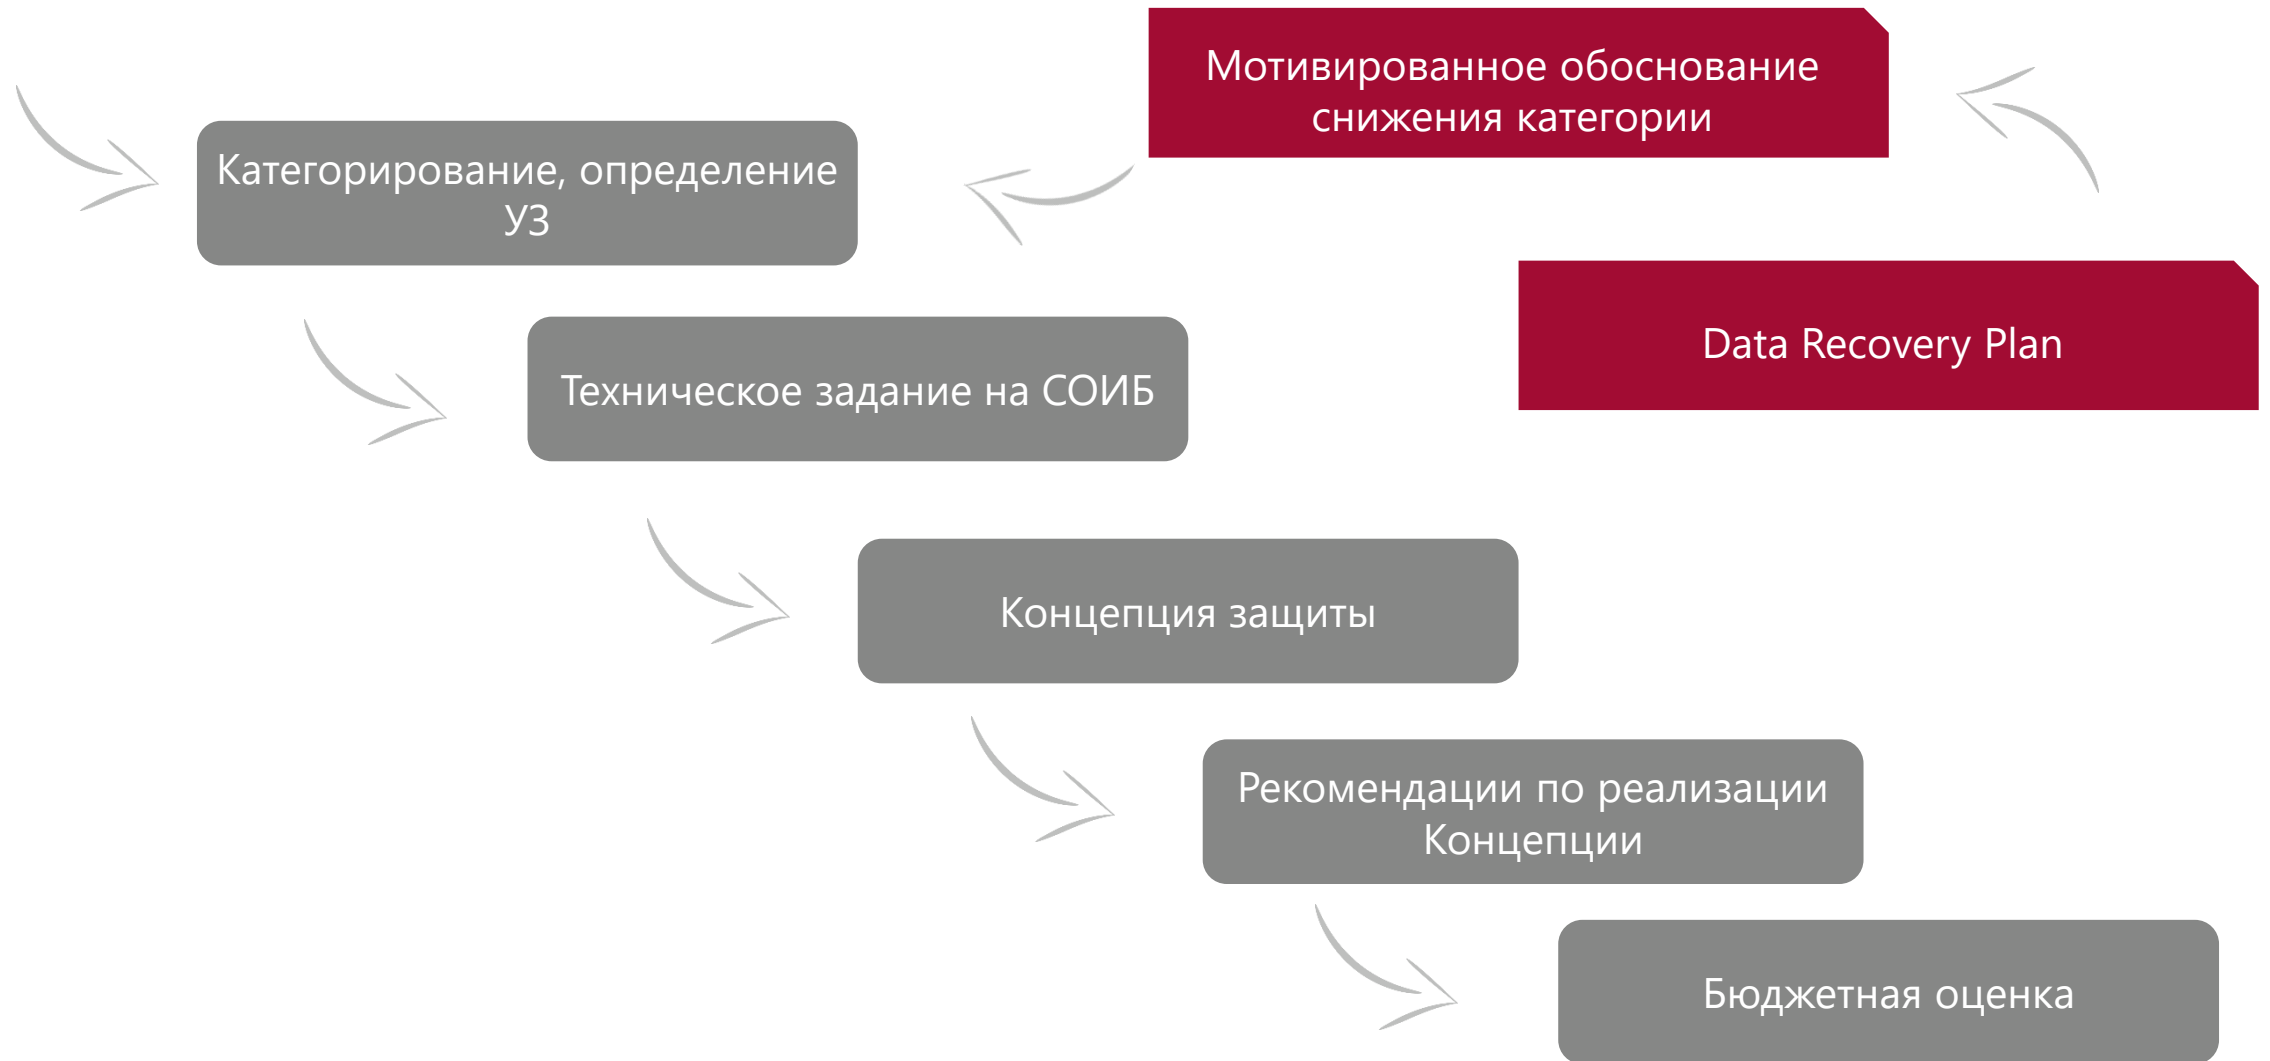 Мотивированное обоснование
снижения категории
Категорирование, определение
УЗ
Data Recovery Plan
Техническое задание на СОИБ
Концепция защиты
Рекомендации по реализации
Концепции
Бюджетная оценка